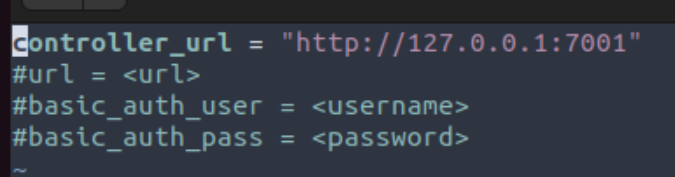 controller_url = "http://127.0.0.1:7001"
#url = <url>
#basic_auth_user = <username>
#basic_auth_pass = <password>
~